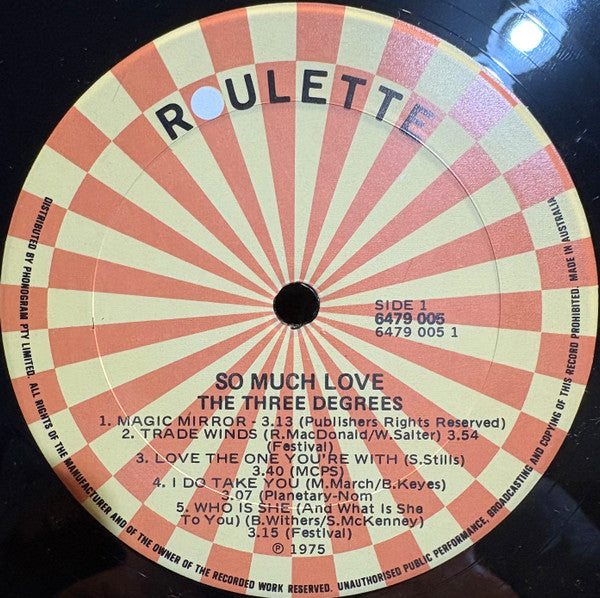 ROULETTE
SIDE 1
6479 005
6479 005 1
SO MUCH LOVE
THE THREE DEGREES
1. MAGIC MIRROR - 3.13 (Publishers Rights Reserved)
2. TRADE WINDS (R.MacDonald/W.Salter) 3.54
(Festival)
3. LOVE THE ONE YOU'RE WITH (S.Stills)
3.40 (MCPS)
4. I DO TAKE YOU (M.March/B.Keyes)
3.07 (Planetary-Nom
5. WHO IS SHE (And What is She
To You) (B.Withers/S.McKenney)
3.15 (Festival)
℗ 1975
DISTRIBUTED BY PHONOGRAM PTY LIMITED. ALL RIGHTS OF THE MANUFACTURER AND OF THE OWNER OF THE RECORDED WORK RESERVED. UNAUTHORISED PUBLIC PERFORMANCE, BROADCASTING AND COPYING OF THIS RECORD PROHIBITED. MADE IN AUSTRALIA